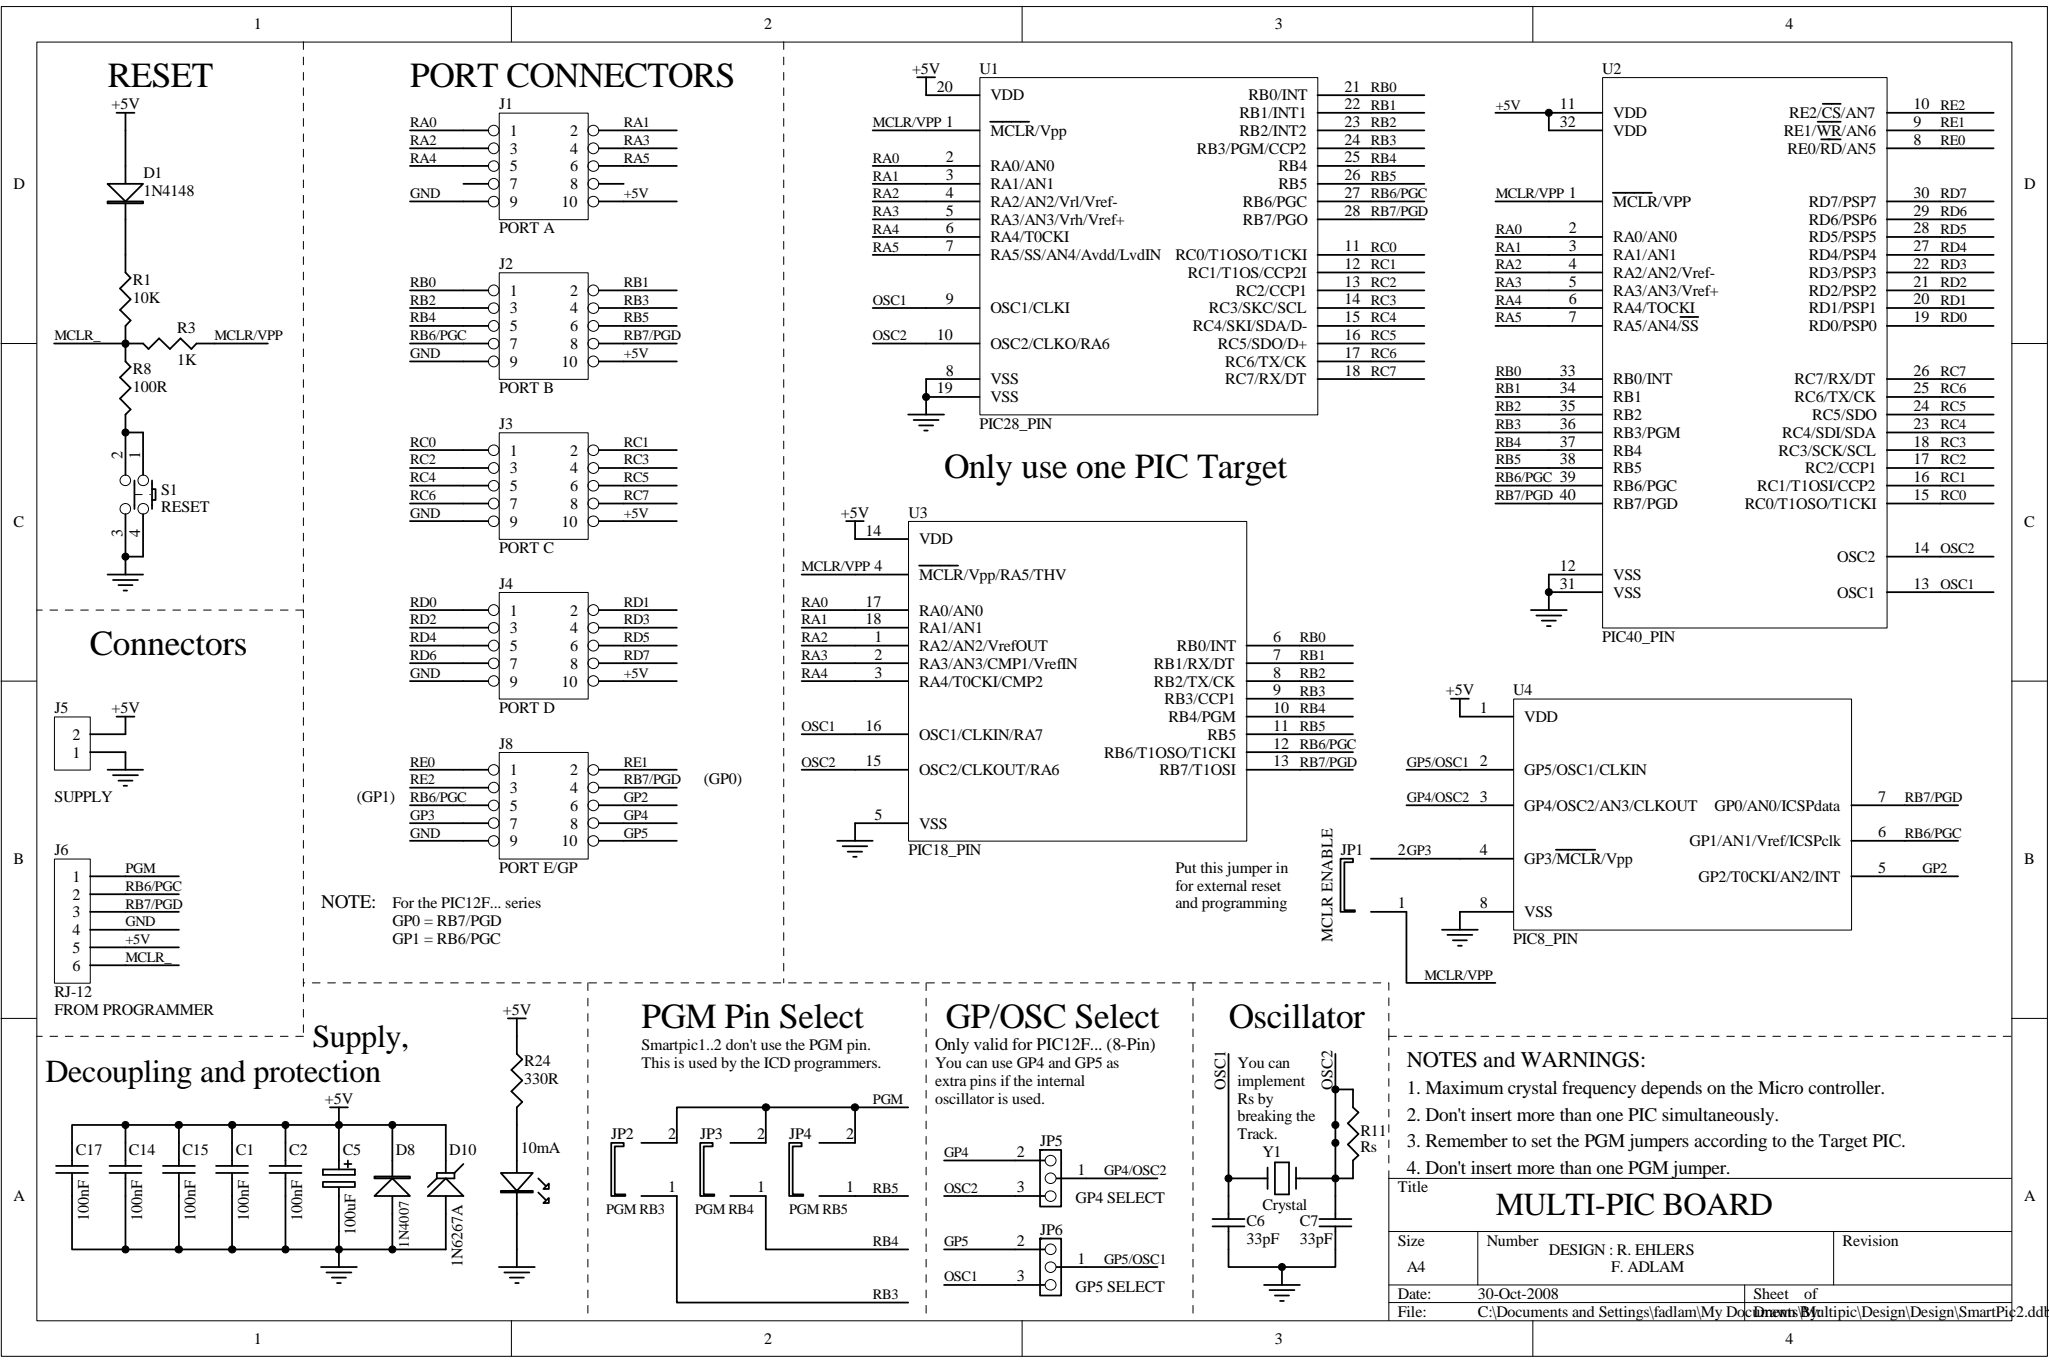 1 2 3 4
D C B A
RESET
+5V
D1
1N4148
R1
10K
MCLR_
R3
1K
MCLR/VPP
R8
100R
2 1
S1
RESET
3 4
PORT CONNECTORS
J1
RA0 1 2 RA1
RA2 3 4 RA3
RA4 5 6 RA5
7 8
GND 9 10 +5V
PORT A
J2
RB0 1 2 RB1
RB2 3 4 RB3
RB4 5 6 RB5
RB6/PGC 7 8 RB7/PGD
GND 9 10 +5V
PORT B
J3
RC0 1 2 RC1
RC2 3 4 RC3
RC4 5 6 RC5
RC6 7 8 RC7
GND 9 10 +5V
PORT C
J4
RD0 1 2 RD1
RD2 3 4 RD3
RD4 5 6 RD5
RD6 7 8 RD7
GND 9 10 +5V
PORT D
J8
RE0 1 2 RE1
RE2 3 4 RB7/PGD (GP0)
(GP1) RB6/PGC 5 6 GP2
GP3 7 8 GP4
GND 9 10 GP5
PORT E/GP
NOTE: For the PIC12F... series
GP0 = RB7/PGD
GP1 = RB6/PGC
U1
+5V 20 VDD
MCLR/VPP 1 MCLR/Vpp
RA0 2 RA0/AN0
RA1 3 RA1/AN1
RA2 4 RA2/AN2/Vrl/Vref-
RA3 5 RA3/AN3/Vrh/Vref+
RA4 6 RA4/T0CKI
RA5 7 RA5/SS/AN4/Avdd/LvdIN
OSC1 9 OSC1/CLKI
OSC2 10 OSC2/CLKO/RA6
8 VSS
19 VSS
RB0/INT 21 RB0
RB1/INT1 22 RB1
RB2/INT2 23 RB2
RB3/PGM/CCP2 24 RB3
RB4 25 RB4
RB5 26 RB5
RB6/PGC 27 RB6/PGC
RB7/PGO 28 RB7/PGD
RC0/T1OSO/T1CKI 11 RC0
RC1/T1OS/CCP2I 12 RC1
RC2/CCP1 13 RC2
RC3/SKC/SCL 14 RC3
RC4/SKI/SDA/D- 15 RC4
RC5/SDO/D+ 16 RC5
RC6/TX/CK 17 RC6
RC7/RX/DT 18 RC7
PIC28_PIN
Only use one PIC Target
U2
+5V 11 VDD
32 VDD
MCLR/VPP 1 MCLR/VPP
RA0 2 RA0/AN0
RA1 3 RA1/AN1
RA2 4 RA2/AN2/Vref-
RA3 5 RA3/AN3/Vref+
RA4 6 RA4/TOCKI
RA5 7 RA5/AN4/SS
RB0 33 RB0/INT
RB1 34 RB1
RB2 35 RB2
RB3 36 RB3/PGM
RB4 37 RB4
RB5 38 RB5
RB6/PGC 39 RB6/PGC
RB7/PGD 40 RB7/PGD
12 VSS
31 VSS
RE2/CS/AN7 10 RE2
RE1/WR/AN6 9 RE1
RE0/RD/AN5 8 RE0
RD7/PSP7 30 RD7
RD6/PSP6 29 RD6
RD5/PSP5 28 RD5
RD4/PSP4 27 RD4
RD3/PSP3 22 RD3
RD2/PSP2 21 RD2
RD1/PSP1 20 RD1
RD0/PSP0 19 RD0
RC7/RX/DT 26 RC7
RC6/TX/CK 25 RC6
RC5/SDO 24 RC5
RC4/SDI/SDA 23 RC4
RC3/SCK/SCL 18 RC3
RC2/CCP1 17 RC2
RC1/T1OSI/CCP2 16 RC1
RC0/T1OSO/T1CKI 15 RC0
OSC2 14 OSC2
OSC1 13 OSC1
PIC40_PIN
U3
+5V 14 VDD
MCLR/VPP 4 MCLR/Vpp/RA5/THV
RA0 17 RA0/AN0
RA1 18 RA1/AN1
RA2 1 RA2/AN2/VrefOUT
RA3 2 RA3/AN3/CMP1/VrefIN
RA4 3 RA4/T0CKI/CMP2
OSC1 16 OSC1/CLKIN/RA7
OSC2 15 OSC2/CLKOUT/RA6
5 VSS
RB0/INT 6 RB0
RB1/RX/DT 7 RB1
RB2/TX/CK 8 RB2
RB3/CCP1 9 RB3
RB4/PGM 10 RB4
RB5 11 RB5
RB6/T1OSO/T1CKI 12 RB6/PGC
RB7/T1OSI 13 RB7/PGD
PIC18_PIN
U4
+5V 1 VDD
GP5/OSC1 2 GP5/OSC1/CLKIN
GP4/OSC2 3 GP4/OSC2/AN3/CLKOUT
2 GP3 4 GP3/MCLR/Vpp
8 VSS
GP0/AN0/ICSPdata 7 RB7/PGD
GP1/AN1/Vref/ICSPclk 6 RB6/PGC
GP2/T0CKI/AN2/INT 5 GP2
PIC8_PIN
Put this jumper in
for external reset
and programming
MCLR ENABLE
JP1
1
MCLR/VPP
Connectors
J5
2 +5V
1
SUPPLY
J6
1 PGM
2 RB6/PGC
3 RB7/PGD
4 GND
5 +5V
6 MCLR_
RJ-12
FROM PROGRAMMER
Supply,
Decoupling and protection
+5V
C17 C14 C15 C1 C2 C5 D8 D10
100nF 100nF 100nF 100nF 100nF + 100uF 1N4007 1N6267A
+5V
R24
330R
10mA
PGM Pin Select
Smartpic1..2 don't use the PGM pin.
This is used by the ICD programmers.
PGM
JP2 2 JP3 2 JP4 2
1 1 1 RB5
PGM RB3 PGM RB4 PGM RB5
RB4
RB3
GP/OSC Select
Only valid for PIC12F... (8-Pin)
You can use GP4 and GP5 as
extra pins if the internal
oscillator is used.
JP5
GP4 2
1 GP4/OSC2
OSC2 3
GP4 SELECT
JP6
GP5 2
1 GP5/OSC1
OSC1 3
GP5 SELECT
Oscillator
OSC1
OSC2
You can
implement
Rs by
breaking the
Track.
R11
Rs
Y1
Crystal
C6
33pF
C7
33pF
NOTES and WARNINGS:
1. Maximum crystal frequency depends on the Micro controller.
2. Don't insert more than one PIC simultaneously.
3. Remember to set the PGM jumpers according to the Target PIC.
4. Don't insert more than one PGM jumper.
Title
MULTI-PIC BOARD
Size
A4
Number
DESIGN : R. EHLERS
F. ADLAM
Revision
Date: 30-Oct-2008 Sheet of
File: C:\Documents and Settings\fadlam\My Documents\Multipic\Design\Design\SmartPic2.ddb
Drawn By:
1 2 3 4
D C B A